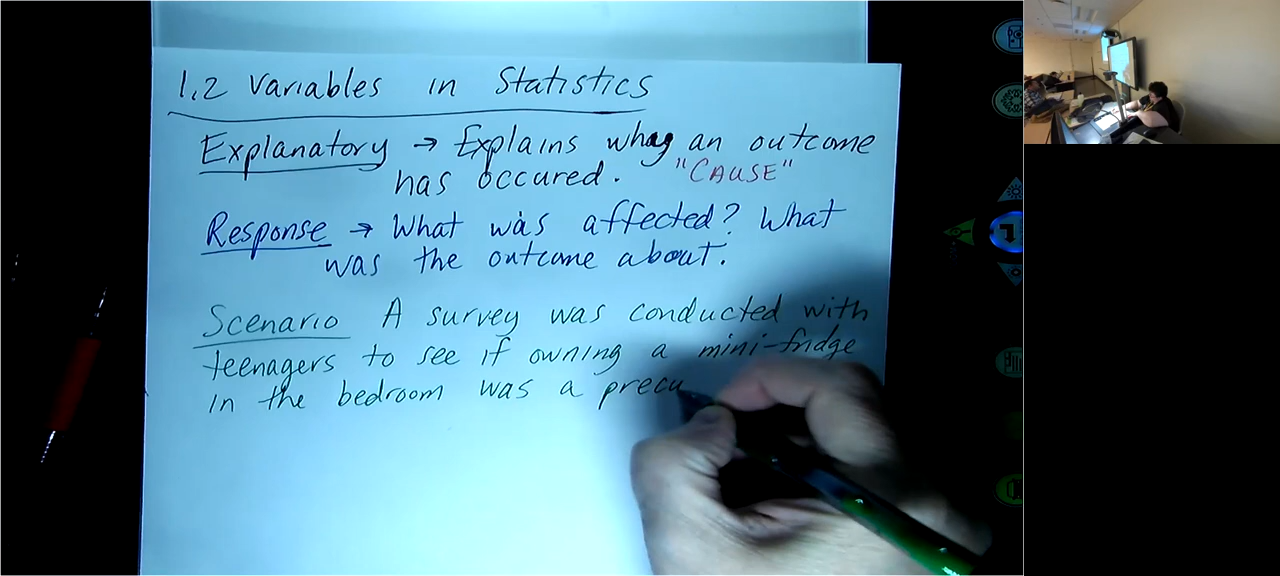 1.2 Variables in Statistics
Explanatory → Explains why an outcome
has occured. "CAUSE"
Response → What was affected? What
was the outcome about.
Scenario A survey was conducted with
teenagers to see if owning a mini-fridge
in the bedroom was a precu